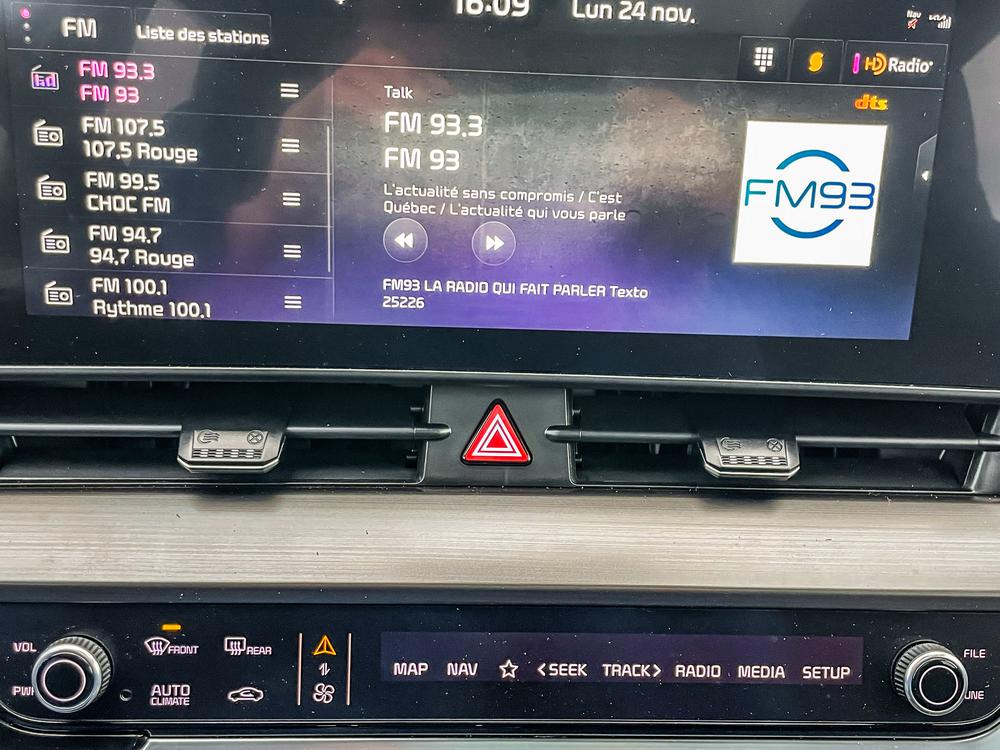 16:09 Lun 24 nov.
FM Liste des stations
Nav
HD Radio
FM 93.3
FM 93
FM 107.5
107,5 Rouge
FM 99.5
CHOC FM
FM 94.7
94,7 Rouge
FM 100.1
Rythme 100,1
Talk
dts
FM 93.3
FM 93
L'actualité sans compromis / C'est
Québec / L'actualité qui vous parle
FM93 LA RADIO QUI FAIT PARLER Texto
25226
FM93
VOL
FRONT
REAR
AUTO
CLIMATE
MAP NAV <SEEK TRACK> RADIO MEDIA SETUP
FILE